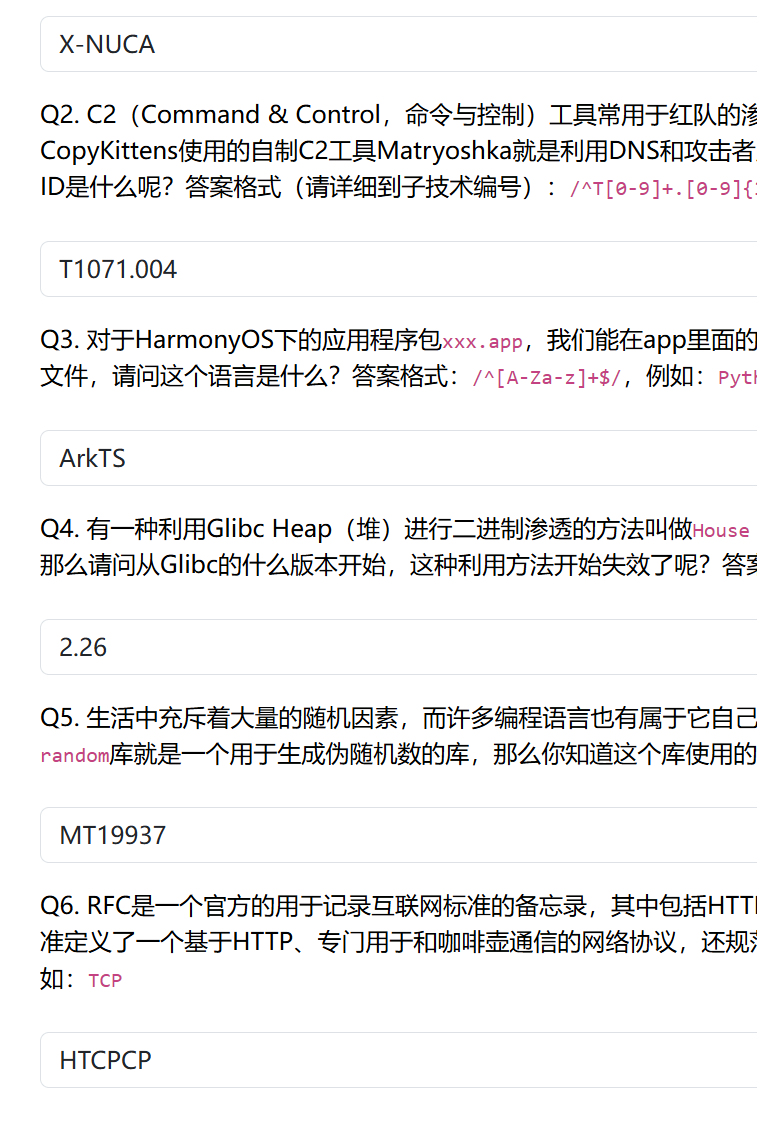 X-NUCA
Q2. C2（Command & Control，命令与控制）工具常用于红队的渗
CopyKittens使用的自制C2工具Matryoshka就是利用DNS和攻击者
ID是什么呢？答案格式（请详细到子技术编号）：/^T[0-9]+.[0-9]{
T1071.004
Q3. 对于HarmonyOS下的应用程序包xxx.app，我们能在app里面的
文件，请问这个语言是什么？答案格式：/^[A-Za-z]+$/，例如：Pyth
ArkTS
Q4. 有一种利用Glibc Heap（堆）进行二进制渗透的方法叫做House
那么请问从Glibc的什么版本开始，这种利用方法开始失效了呢？答案
2.26
Q5. 生活中充斥着大量的随机因素，而许多编程语言也有属于它自己
random库就是一个用于生成伪随机数的库，那么你知道这个库使用的
MT19937
Q6. RFC是一个官方的用于记录互联网标准的备忘录，其中包括HTT
准定义了一个基于HTTP、专门用于和咖啡壶通信的网络协议，还规范
如：TCP
HTCPCP